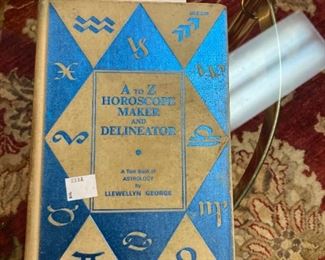 A TO Z
HOROSCOPE
MAKER
AND
DELINEATOR
A Text Book of
ASTROLOGY
by
LLEWELLYN GEORGE